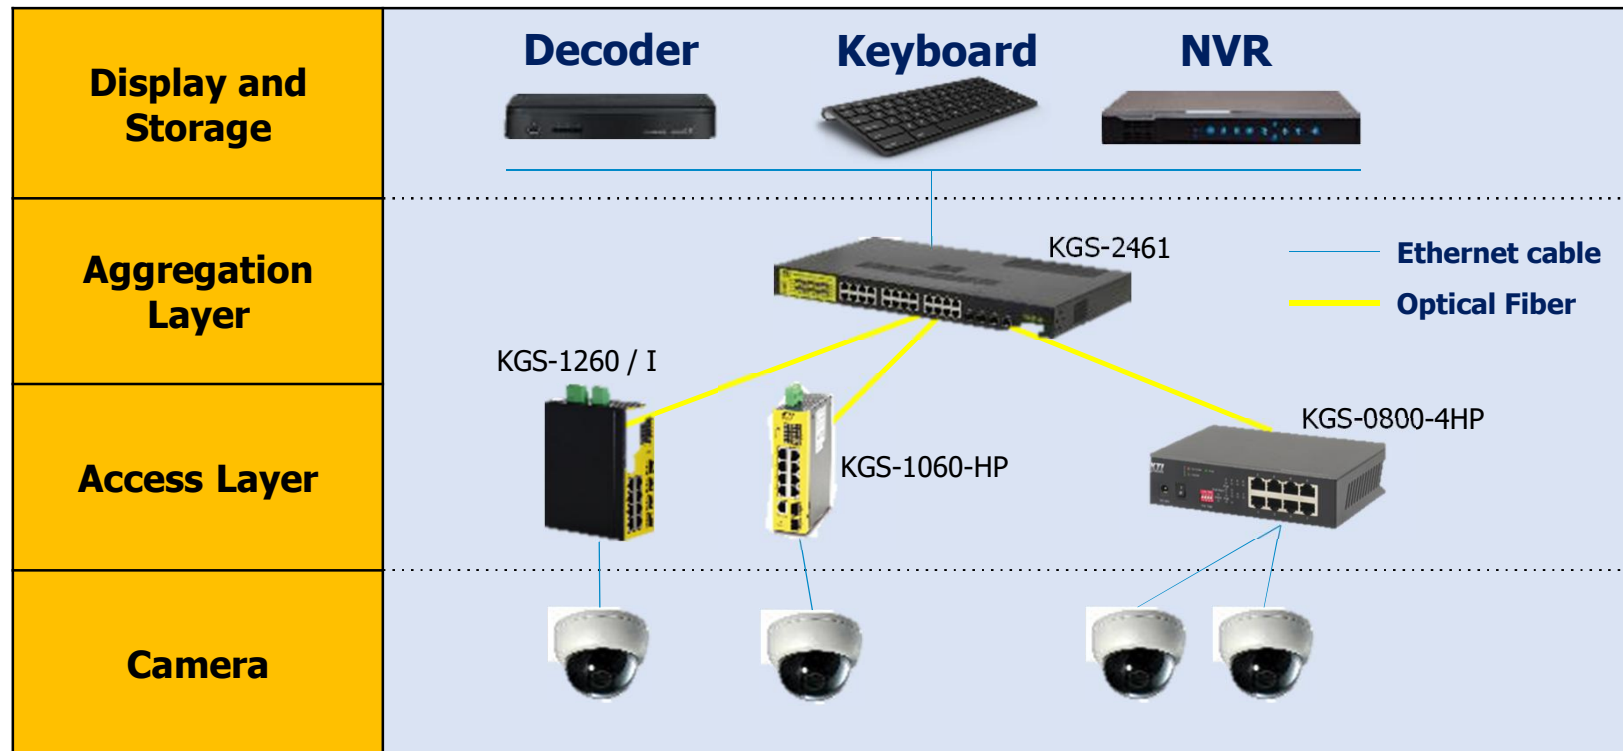 Display and
Storage
Decoder
Keyboard
NVR
Aggregation
Layer
KGS-2461
Ethernet cable
Optical Fiber
KGS-1260 / I
Access Layer
KGS-1060-HP
KGS-0800-4HP
Camera